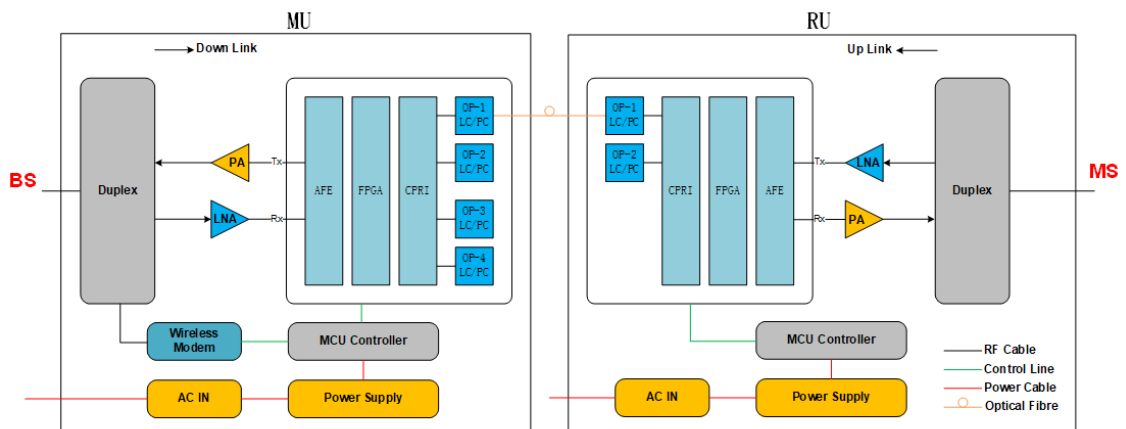 MU
RU
Down Link
Up Link
BS
Duplex
PA
LNA
Tx
Rx
AFE
FPGA
CPRI
OP-1
LC/PC
OP-2
LC/PC
OP-3
LC/PC
OP-4
LC/PC
Wireless
Modem
MCU Controller
AC IN
Power Supply
OP-1
LC/PC
OP-2
LC/PC
CPRI
FPGA
AFE
Tx
Rx
LNA
PA
Duplex
MS
MCU Controller
AC IN
Power Supply
RF Cable
Control Line
Power Cable
Optical Fibre